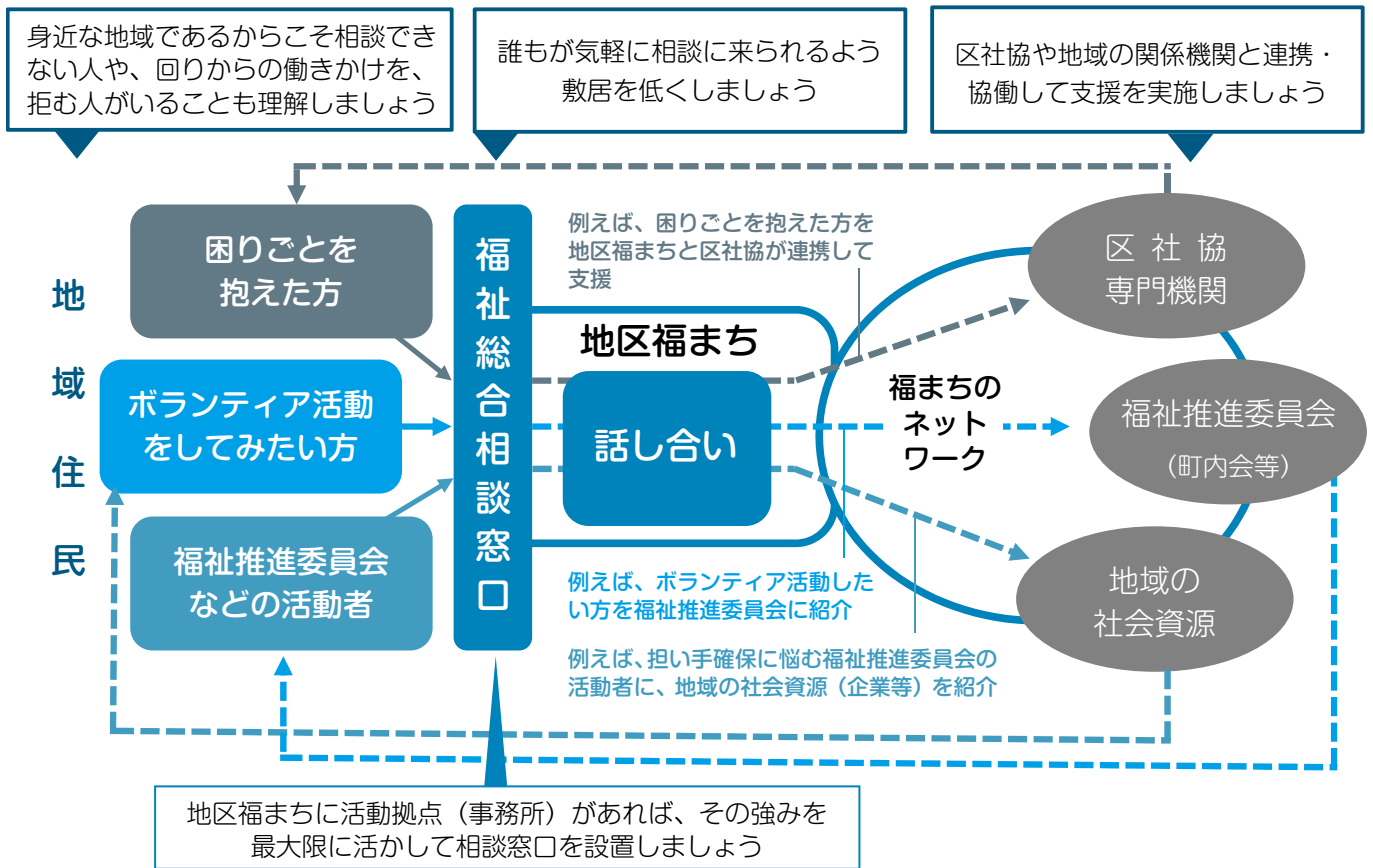 身近な地域であるからこそ相談でき
ない人や、回りからの働きかけを、
拒む人がいることも理解しましょう
誰もが気軽に相談に来られるよう
敷居を低くしましょう
区社協や地域の関係機関と連携・
協働して支援を実施しましょう
地域住民
困りごとを
抱えた方
ボランティア活動
をしてみたい方
福祉推進委員会
などの活動者
福祉総合相談窓口
例えば、困りごとを抱えた方を
地区福まちと区社協が連携して
支援
地区福まち
話し合い
福まちの
ネット
ワーク
区社協
専門機関
福祉推進委員会
（町内会等）
地域の
社会資源
例えば、ボランティア活動した
い方を福祉推進委員会に紹介
例えば、担い手確保に悩む福祉推進委員会の
活動者に、地域の社会資源（企業等）を紹介
地区福まちに活動拠点（事務所）があれば、その強みを
最大限に活かして相談窓口を設置しましょう